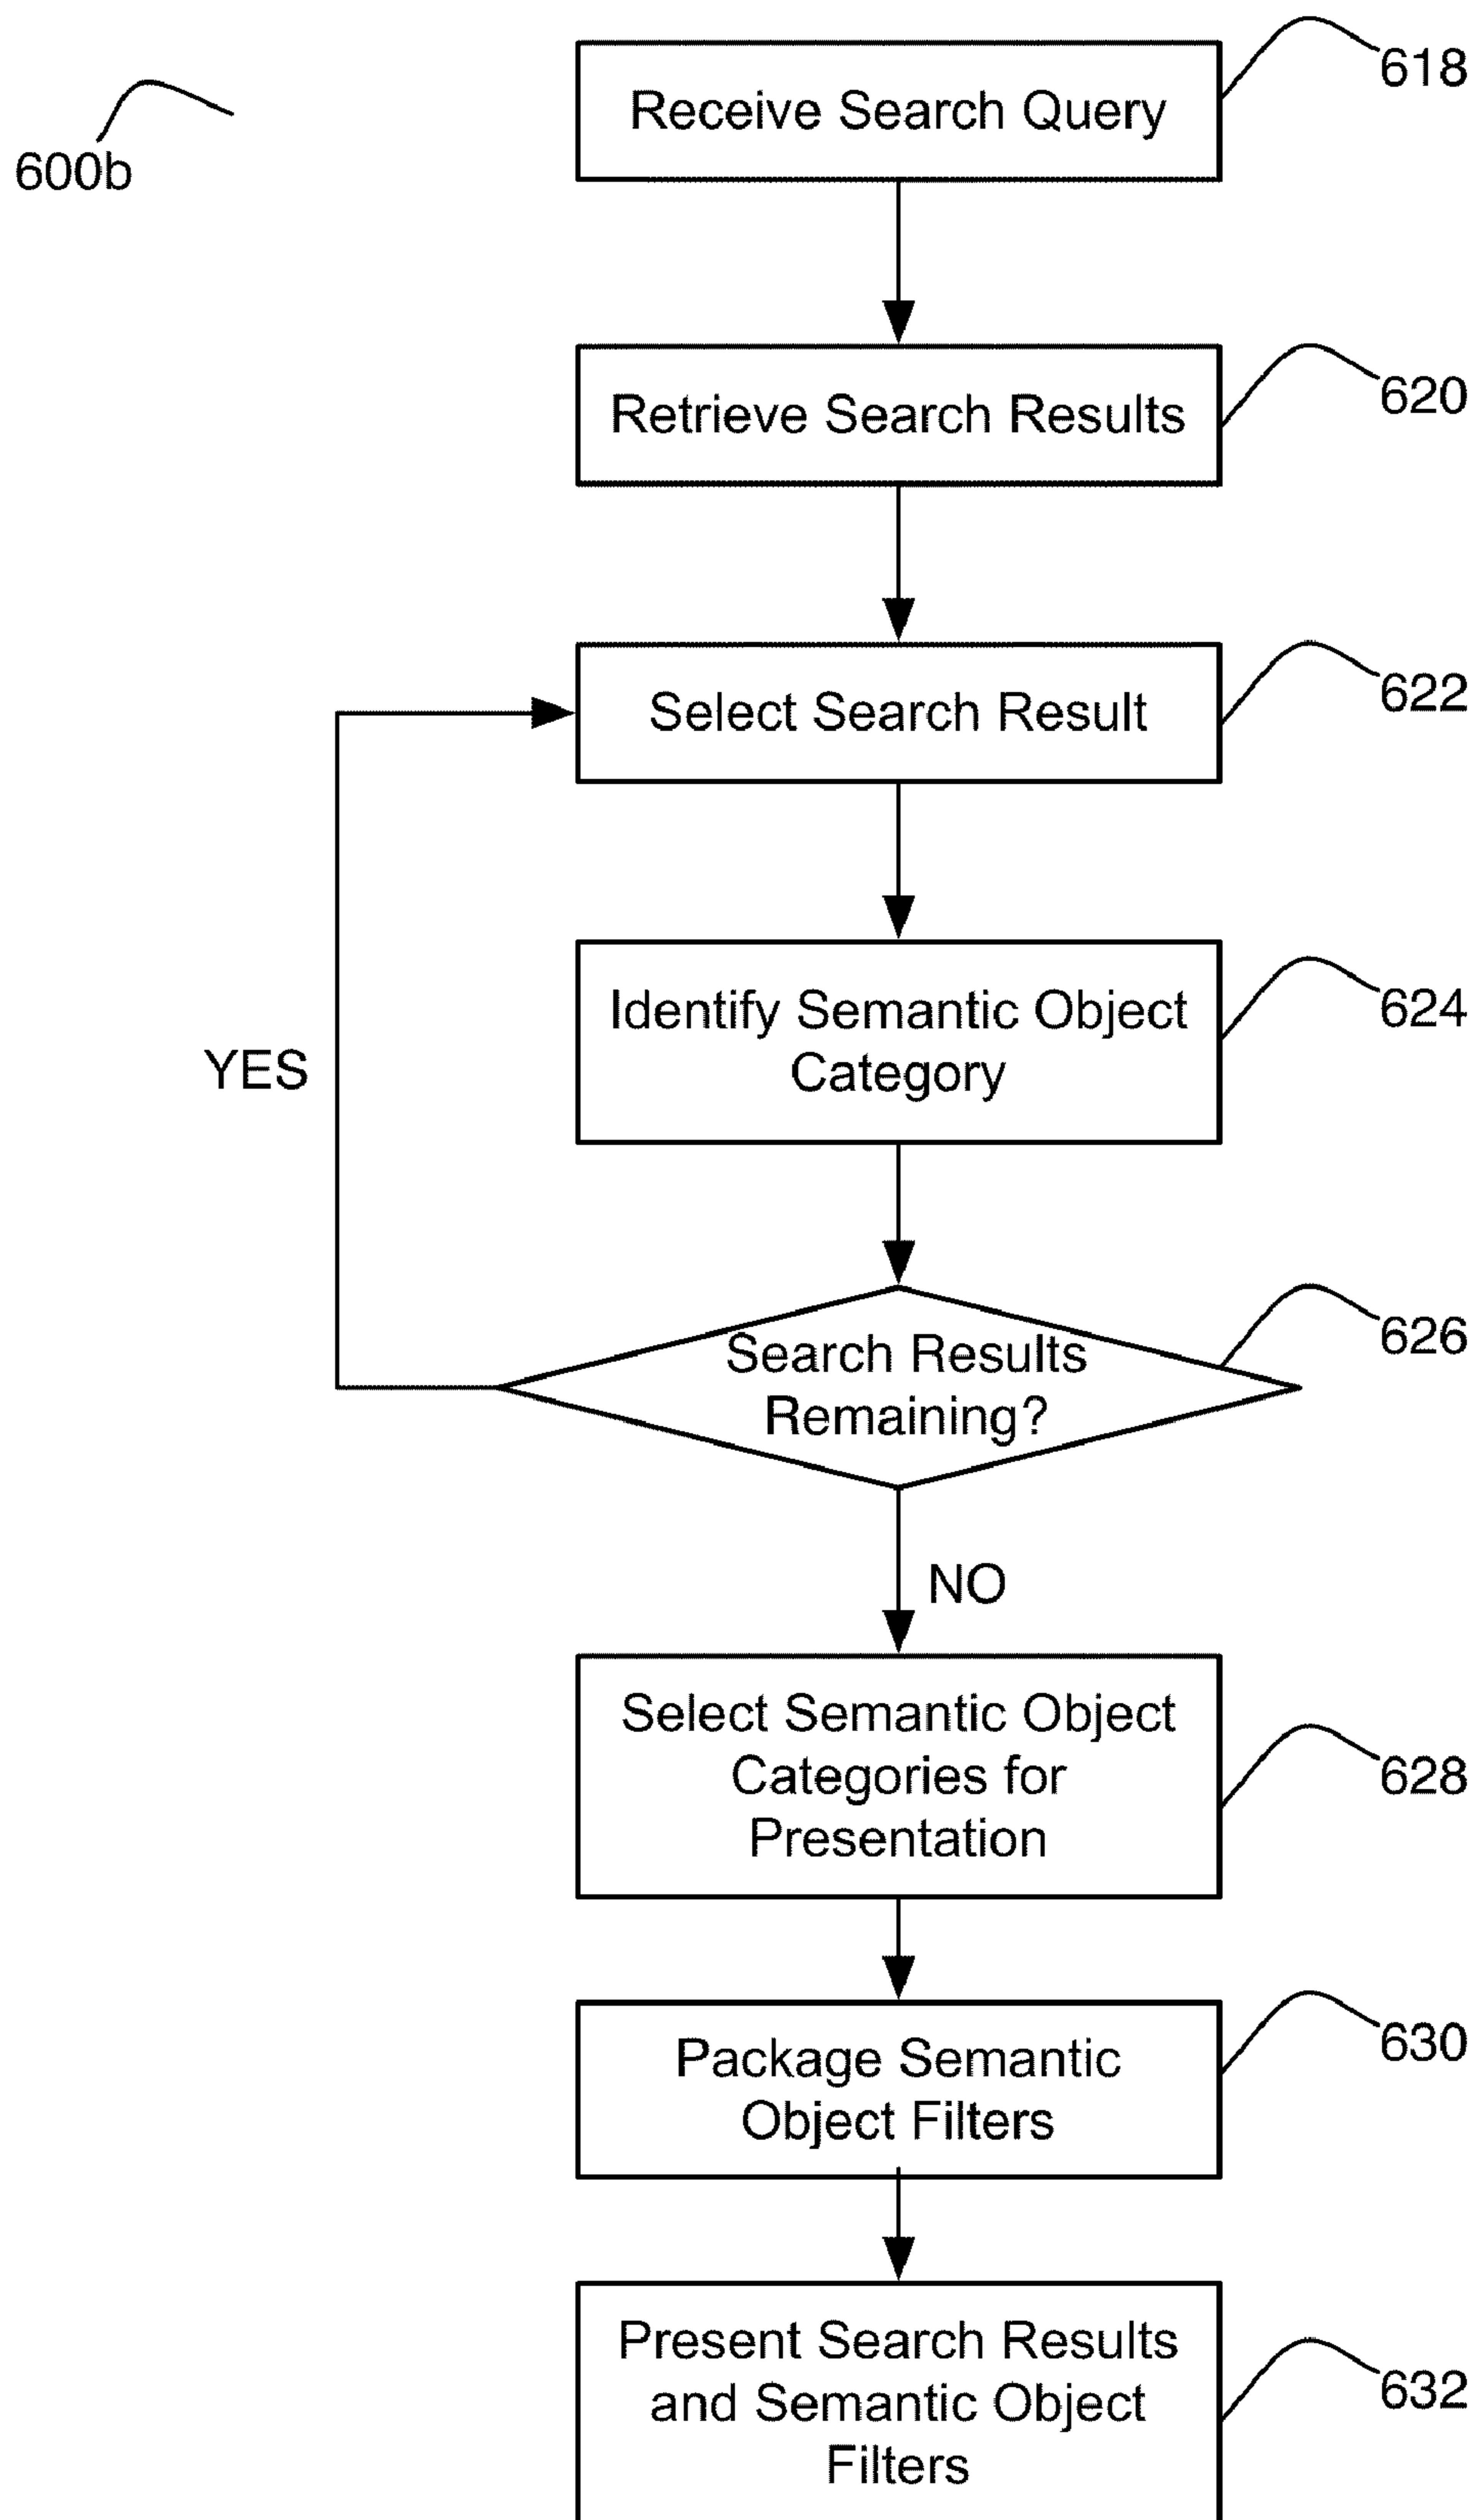 618
Receive Search Query
600b
620
Retrieve Search Results
622
Select Search Result
624
Identify Semantic Object
Category
YES
626
Search Results
Remaining?
NO
Select Semantic Object
Categories for
Presentation
628
630
Package Semantic
Object Filters
Present Search Results
and Semantic Object
Filters
632